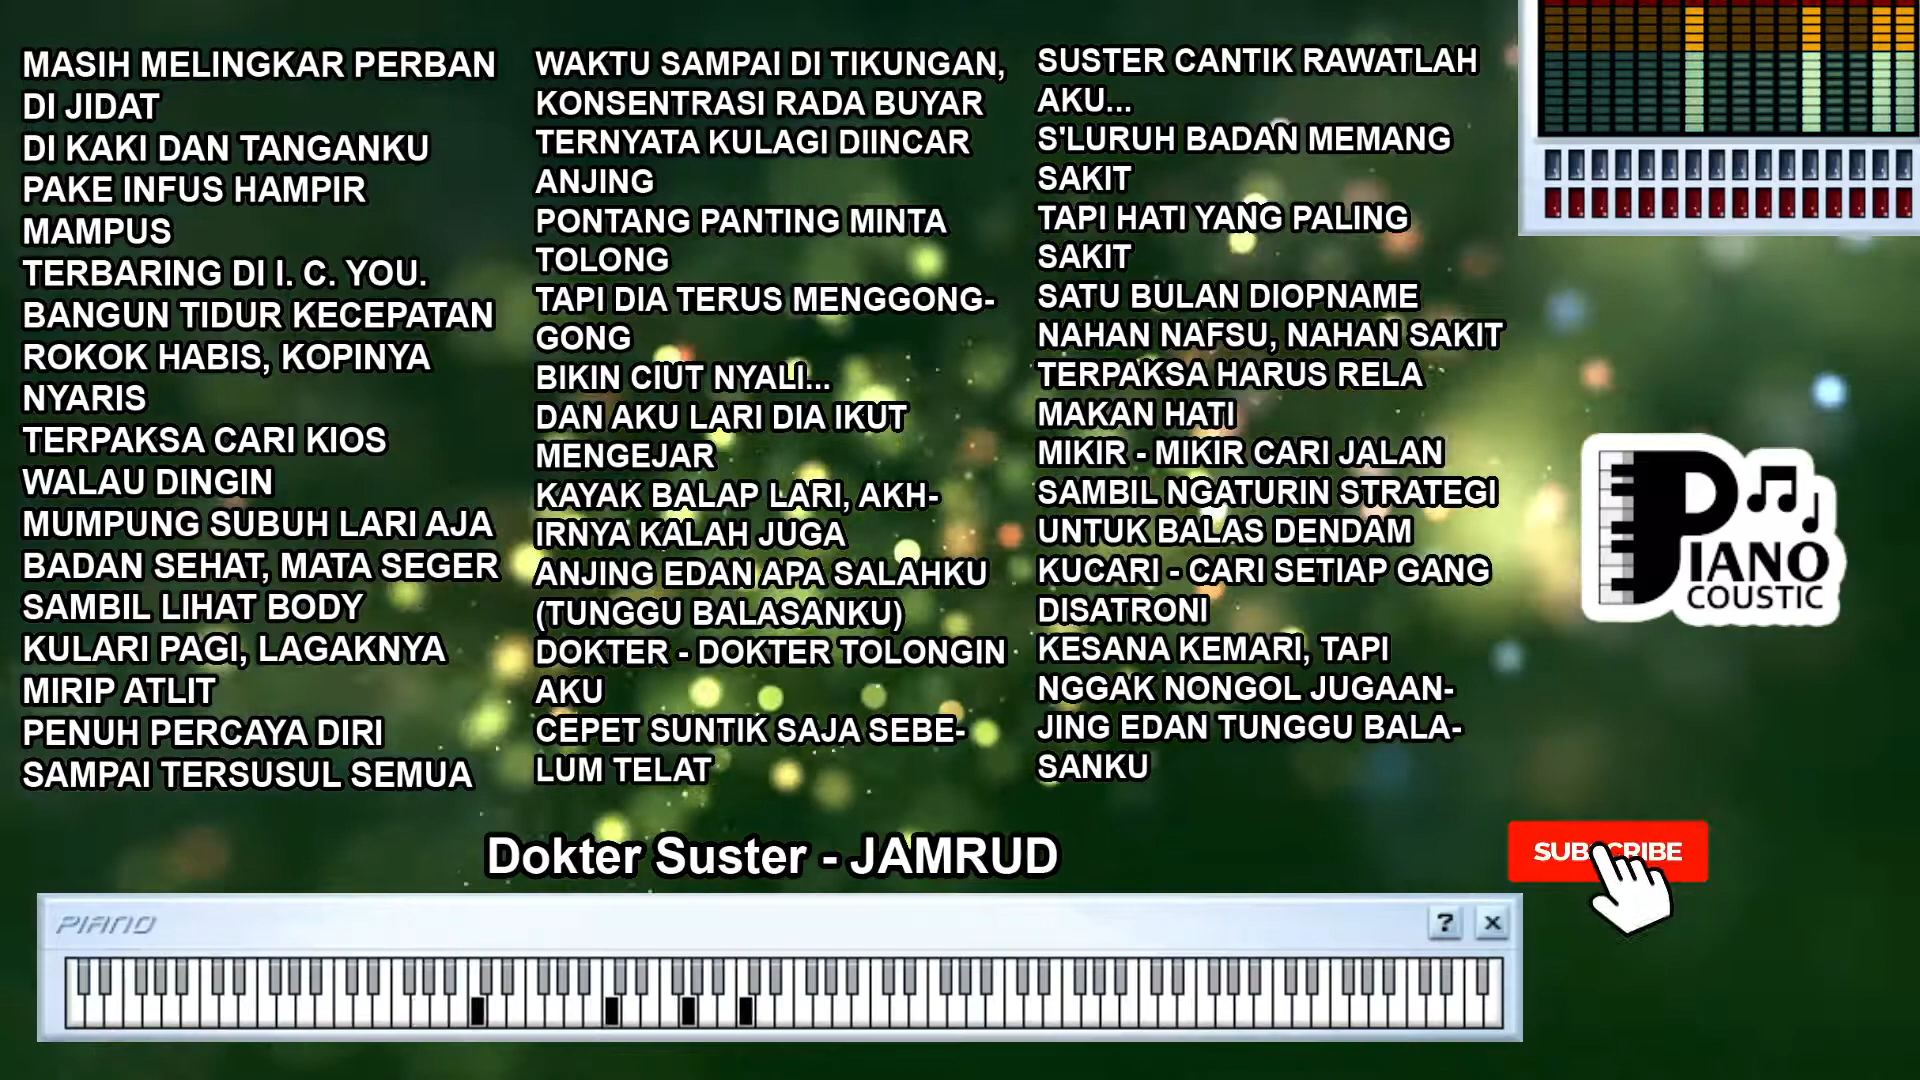 MASIH MELINGKAR PERBAN
DI JIDAT
DI KAKI DAN TANGANKU
PAKE INFUS HAMPIR
MAMPUS
TERBARING DI I. C. YOU.
BANGUN TIDUR KECEPATAN
ROKOK HABIS, KOPINYA
NYARIS
TERPAKSA CARI KIOS
WALAU DINGIN
MUMPUNG SUBUH LARI AJA
BADAN SEHAT, MATA SEGER
SAMBIL LIHAT BODY
KULARI PAGI, LAGAKNYA
MIRIP ATLIT
PENUH PERCAYA DIRI
SAMPAI TERSUSUL SEMUA
WAKTU SAMPAI DI TIKUNGAN,
KONSENTRASI RADA BUYAR
TERNYATA KULAGI DIINCAR
ANJING
PONTANG PANTING MINTA
TOLONG
TAPI DIA TERUS MENGGONG-
GONG
BIKIN CIUT NYALI...
DAN AKU LARI DIA IKUT
MENGEJAR
KAYAK BALAP LARI, AKH-
IRNYA KALAH JUGA
ANJING EDAN APA SALAHKU
(TUNGGU BALASANKU)
DOKTER - DOKTER TOLONGIN
AKU
CEPET SUNTIK SAJA SEBE-
LUM TELAT
SUSTER CANTIK RAWATLAH
AKU...
S'LURUH BADAN MEMANG
SAKIT
TAPI HATI YANG PALING
SAKIT
SATU BULAN DIOPNAME
NAHAN NAFSU, NAHAN SAKIT
TERPAKSA HARUS RELA
MAKAN HATI
MIKIR - MIKIR CARI JALAN
SAMBIL NGATURIN STRATEGI
UNTUK BALAS DENDAM
KUCARI - CARI SETIAP GANG
DISATRONI
KESANA KEMARI, TAPI
NGGAK NONGOL JUGAAN-
JING EDAN TUNGGU BALA-
SANKU
PIANO
COUSTIC
Dokter Suster - JAMRUD
SUBSCRIBE
PIANO
? ×